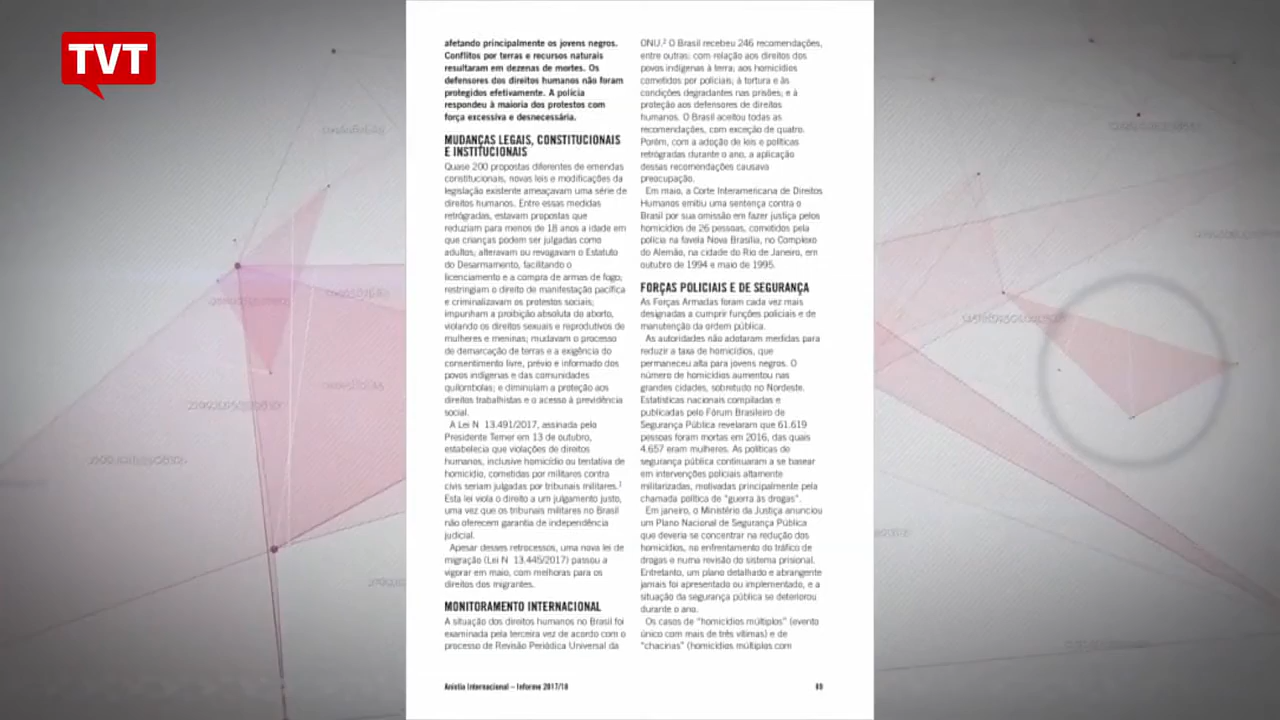 TVT
afetando principalmente os jovens negros.
Conflitos por terras e recursos naturais
resultaram em dezenas de mortes. Os
defensores dos direitos humanos não foram
protegidos efetivamente. A polícia
respondeu à maioria dos protestos com
força excessiva e desnecessária.
MUDANÇAS LEGAIS, CONSTITUCIONAIS
E INSTITUCIONAIS
Quase 200 propostas diferentes de emendas
constitucionais, novas leis e modificações da
legislação existente ameaçavam uma série de
direitos humanos. Entre essas medidas
retrógradas, estavam propostas que
reduziam para menos de 18 anos a idade em
que crianças podem ser julgadas como
adultos; alteravam ou revogavam o Estatuto
do Desarmamento, facilitando o
licenciamento e a compra de armas de fogo;
restringiam o direito de manifestação pacífica
e criminalizavam os protestos sociais;
impunham a proibição absoluta do aborto,
violando os direitos sexuais e reprodutivos de
mulheres e meninas; mudavam o processo
de demarcação de terras e a exigência do
consentimento livre, prévio e informado dos
povos indígenas e das comunidades
quilombolas; e diminuíam a proteção aos
direitos trabalhistas e o acesso à previdência
social.
A Lei N 13.491/2017, assinada pelo
Presidente Temer em 13 de outubro,
estabelecia que violações de direitos
humanos, inclusive homicídio ou tentativa de
homicídio, cometidas por militares contra
civis seriam julgadas por tribunais militares.¹
Esta lei viola o direito a um julgamento justo,
uma vez que os tribunais militares no Brasil
não oferecem garantia de independência
judicial.
Apesar desses retrocessos, uma nova lei de
migração (Lei N 13.445/2017) passou a
vigorar em maio, com melhoras para os
direitos dos migrantes.
MONITORAMENTO INTERNACIONAL
A situação dos direitos humanos no Brasil foi
examinada pela terceira vez de acordo com o
processo de Revisão Periódica Universal da
ONU.² O Brasil recebeu 246 recomendações,
entre outras: com relação aos direitos dos
povos indígenas à terra; aos homicídios
cometidos por policiais; à tortura e às
condições degradantes nas prisões; e à
proteção aos defensores de direitos
humanos. O Brasil aceitou todas as
recomendações, com exceção de quatro.
Porém, com a adoção de leis e políticas
retrógradas durante o ano, a aplicação
dessas recomendações causava
preocupação.
Em maio, a Corte Interamericana de Direitos
Humanos emitiu uma sentença contra o
Brasil por sua omissão em fazer justiça pelos
homicídios de 26 pessoas, cometidos pela
polícia na favela Nova Brasília, no Complexo
do Alemão, na cidade do Rio de Janeiro, em
outubro de 1994 e maio de 1995.
FORÇAS POLICIAIS E DE SEGURANÇA
As Forças Armadas foram cada vez mais
designadas a cumprir funções policiais e de
manutenção da ordem pública.
As autoridades não adotaram medidas para
reduzir a taxa de homicídios, que
permaneceu alta para jovens negros. O
número de homicídios aumentou nas
grandes cidades, sobretudo no Nordeste.
Estatísticas nacionais compiladas e
publicadas pelo Fórum Brasileiro de
Segurança Pública revelaram que 61.619
pessoas foram mortas em 2016, das quais
4.657 eram mulheres. As políticas de
segurança pública continuaram a se basear
em intervenções policiais altamente
militarizadas, motivadas principalmente pela
chamada política de "guerra às drogas".
Em janeiro, o Ministério da Justiça anunciou
um Plano Nacional de Segurança Pública
que deveria se concentrar na redução dos
homicídios, no enfrentamento do tráfico de
drogas e numa revisão do sistema prisional.
Entretanto, um plano detalhado e abrangente
jamais foi apresentado ou implementado, e a
situação da segurança pública se deteriorou
durante o ano.
Os casos de "homicídios múltiplos" (evento
único com mais de três vítimas) e de
"chacinas" (homicídios múltiplos com
Anistia Internacional – Informe 2017/18